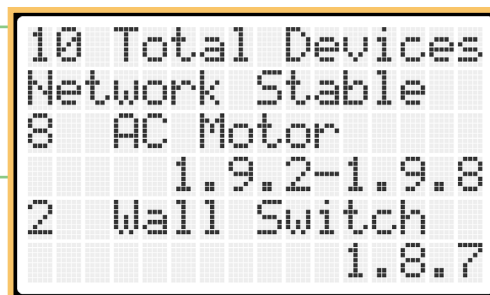 10 Total Devices
Network Stable
8 AC Motor
1.9.2-1.9.8
2 Wall Switch
1.8.7